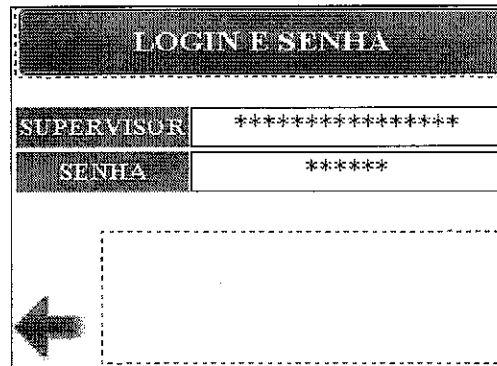 LOGIN E SENHA
SUPERVISOR ****************
SENHA ******